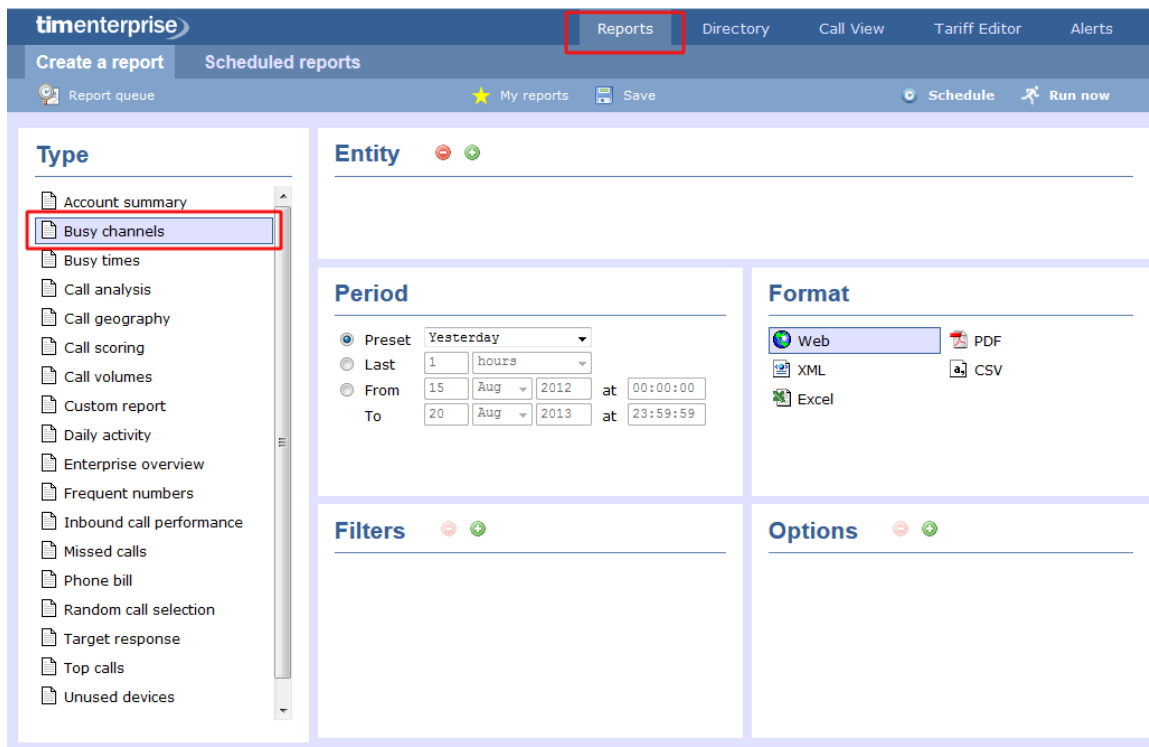 timenterprise
Reports Directory Call View Tariff Editor Alerts
Create a report Scheduled reports
Report queue My reports Save Schedule Run now
Type
Account summary
Busy channels
Busy times
Call analysis
Call geography
Call scoring
Call volumes
Custom report
Daily activity
Enterprise overview
Frequent numbers
Inbound call performance
Missed calls
Phone bill
Random call selection
Target response
Top calls
Unused devices
Entity
Period
Preset Yesterday
Last 1 hours
From 15 Aug 2012 at 00:00:00
To 20 Aug 2013 at 23:59:59
Format
Web PDF
XML CSV
Excel
Filters
Options